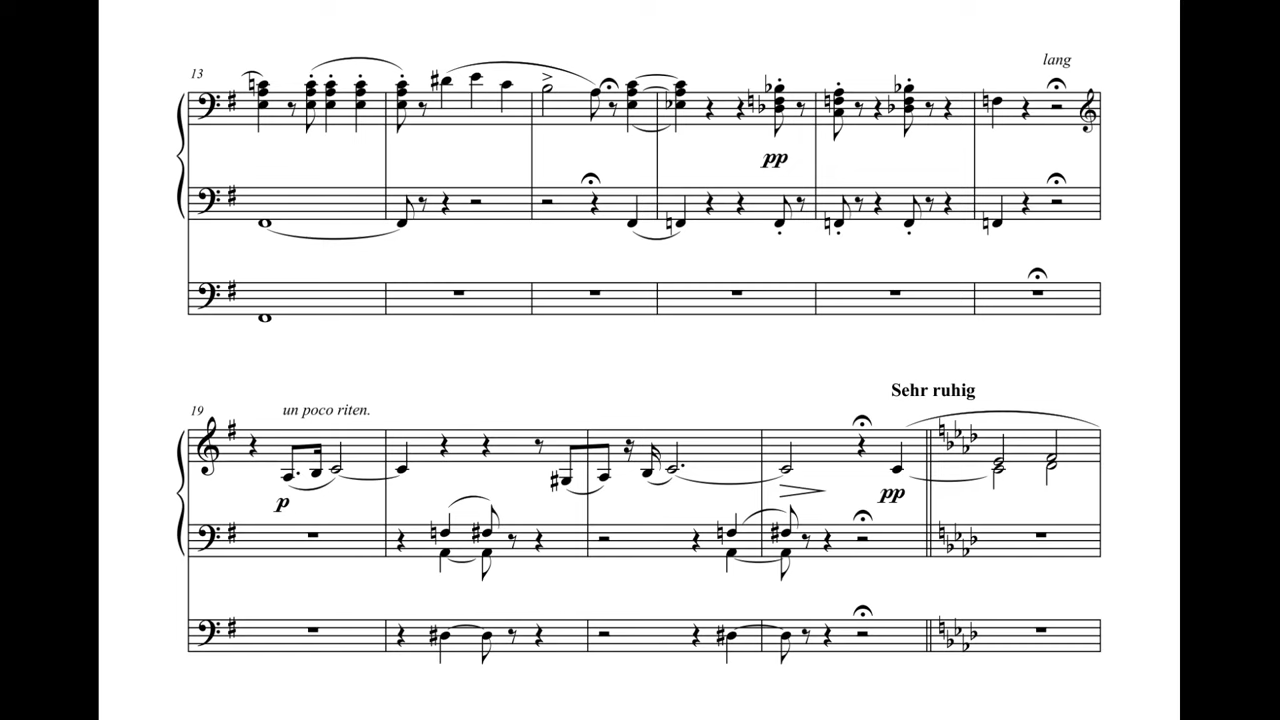 13
lang
pp
Sehr ruhig
19
un poco riten.
p
pp